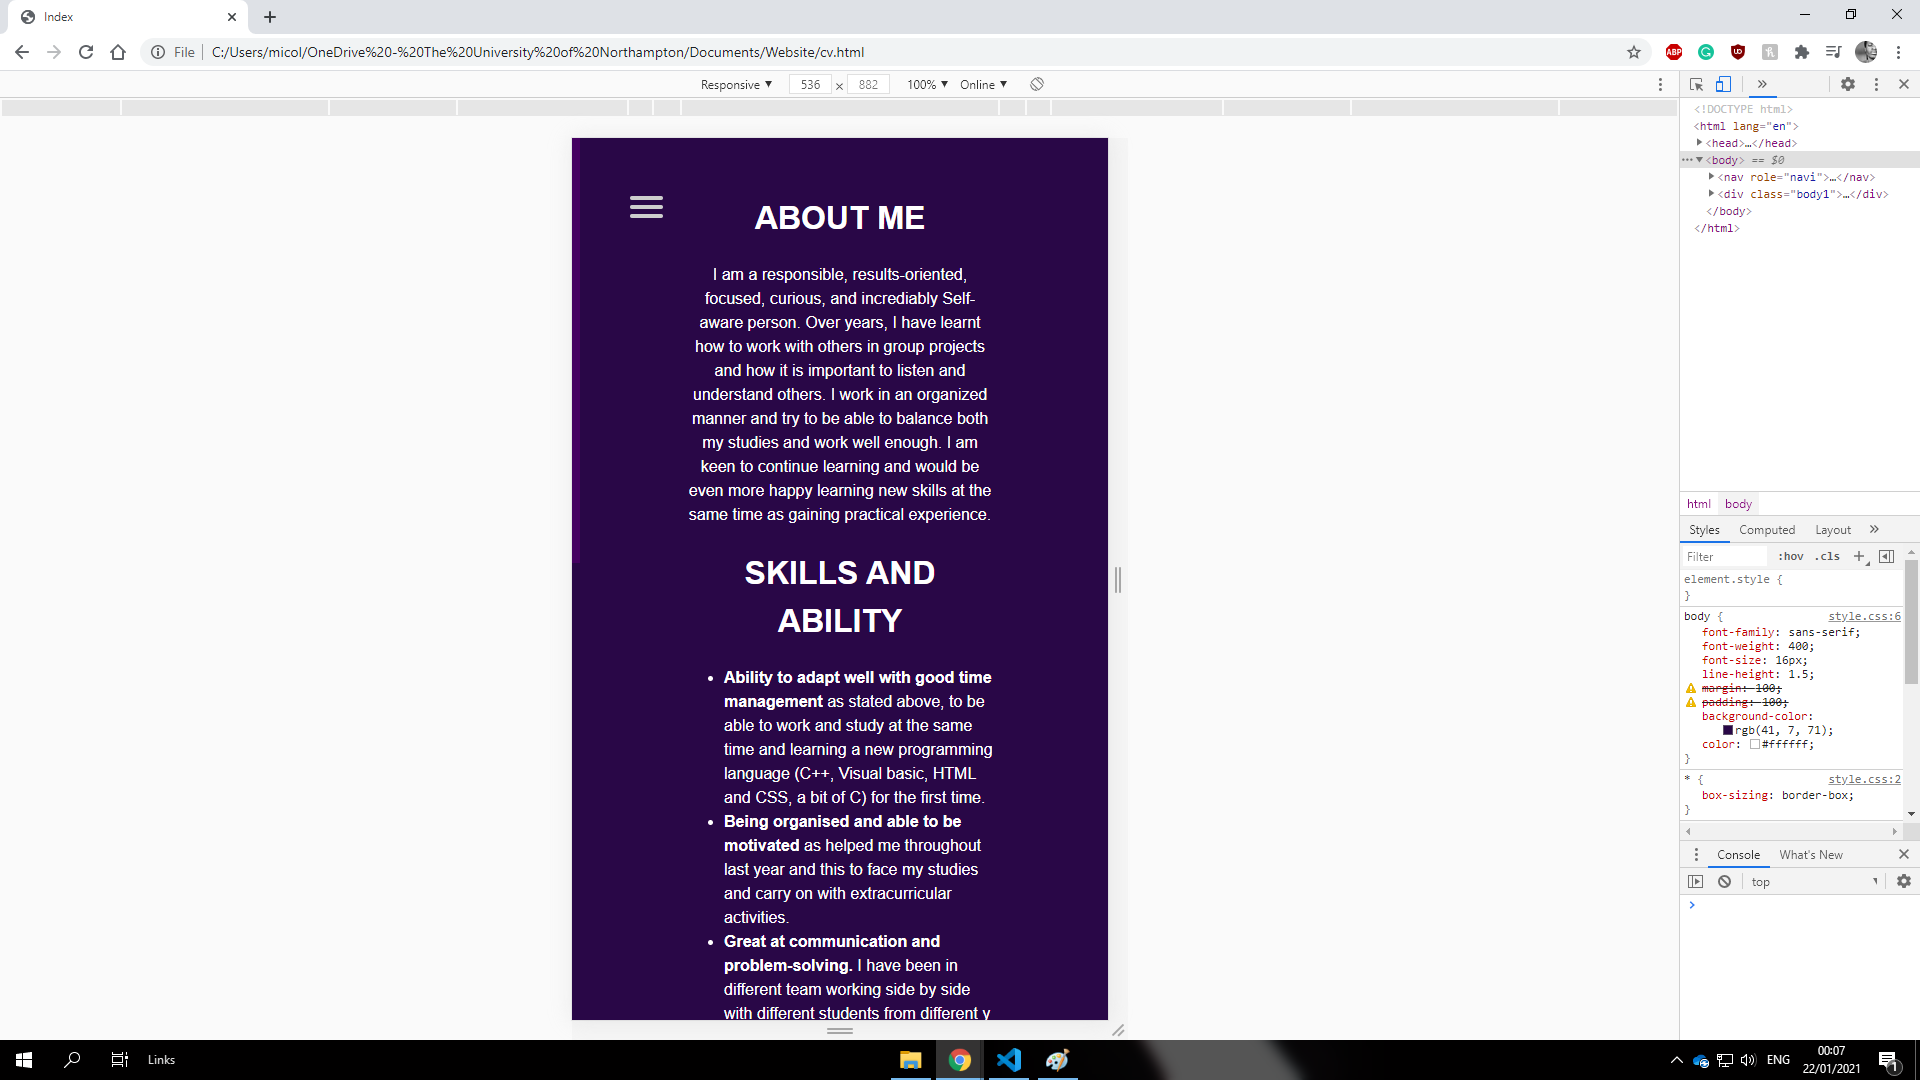 Index
File
C:/Users/micol/OneDrive%20-%20The%20University%20of%20Northampton/Documents/Website/cv.html
ABP
Responsive ▼ 536 x 882 100% ▼ Online ▼
ABOUT ME
I am a responsible, results-oriented,
focused, curious, and incrediably Self-
aware person. Over years, I have learnt
how to work with others in group projects
and how it is important to listen and
understand others. I work in an organized
manner and try to be able to balance both
my studies and work well enough. I am
keen to continue learning and would be
even more happy learning new skills at the
same time as gaining practical experience.
SKILLS AND
ABILITY
• Ability to adapt well with good time
management as stated above, to be
able to work and study at the same
time and learning a new programming
language (C++, Visual basic, HTML
and CSS, a bit of C) for the first time.
• Being organised and able to be
motivated as helped me throughout
last year and this to face my studies
and carry on with extracurricular
activities.
• Great at communication and
problem-solving. I have been in
different team working side by side
with different students from different y
<!DOCTYPE html>
<html lang="en">
<head>…</head>
<body> == $0
<nav role="navi">…</nav>
<div class="body1">…</div>
</body>
</html>
html body
Styles Computed Layout »
Filter :hov .cls +
element.style {
}
body { style.css:6
font-family: sans-serif;
font-weight: 400;
font-size: 16px;
line-height: 1.5;
margin: 100;
padding: 100;
background-color:
rgb(41, 7, 71);
color: #ffffff;
}
* { style.css:2
box-sizing: border-box;
}
Console What's New
top
Links
ENG
00:07
22/01/2021
1